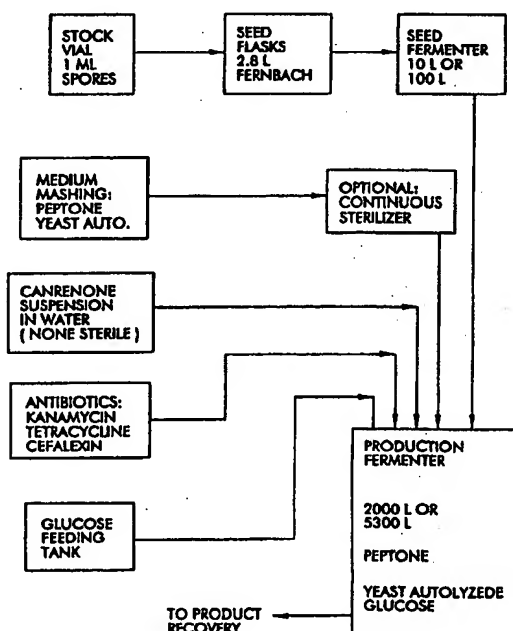 STOCK
VIAL
1 ML
SPORES
SEED
FLASKS
2.8 L
FERNBACH
SEED
FERMENTER
10 L OR
100 L
MEDIUM
MASHING:
PEPTONE
YEAST AUTO.
OPTIONAL:
CONTINUOUS
STERILIZER
CANRENONE
SUSPENSION
IN WATER
( NONE STERILE )
ANTIBIOTICS:
KANAMYCIN
TETRACYCLINE
CEFALEXIN
GLUCOSE
FEEDING
TANK
PRODUCTION
FERMENTER
2000 L OR
5300 L
PEPTONE
YEAST AUTOLYZEDE
GLUCOSE
TO PRODUCT
RECOVERY